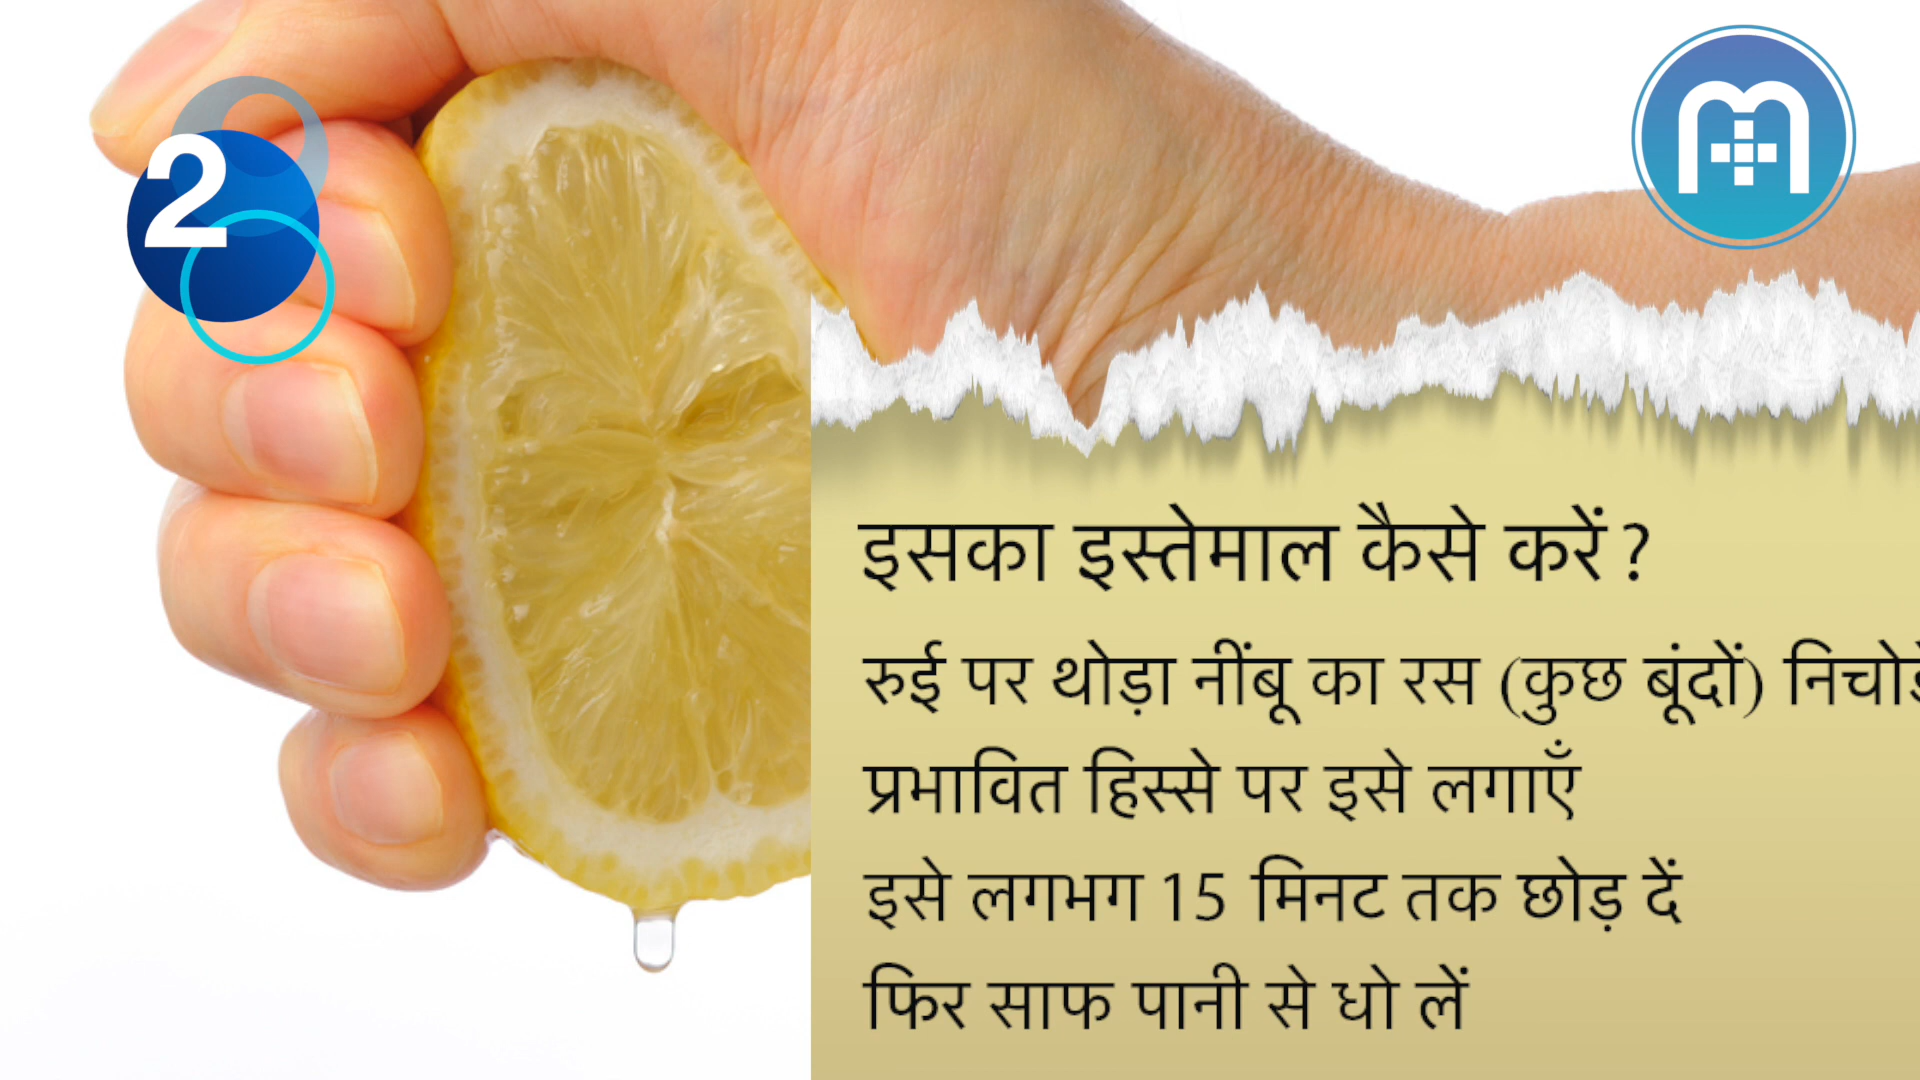 2
इसका इस्तेमाल कैसे करें?
रुई पर थोड़ा नींबू का रस (कुछ बूंदों)
प्रभावित हिस्से पर इसे लगाएँ
इसे लगभग 15 मिनट तक छोड़ दें
फिर साफ पानी से धो लें